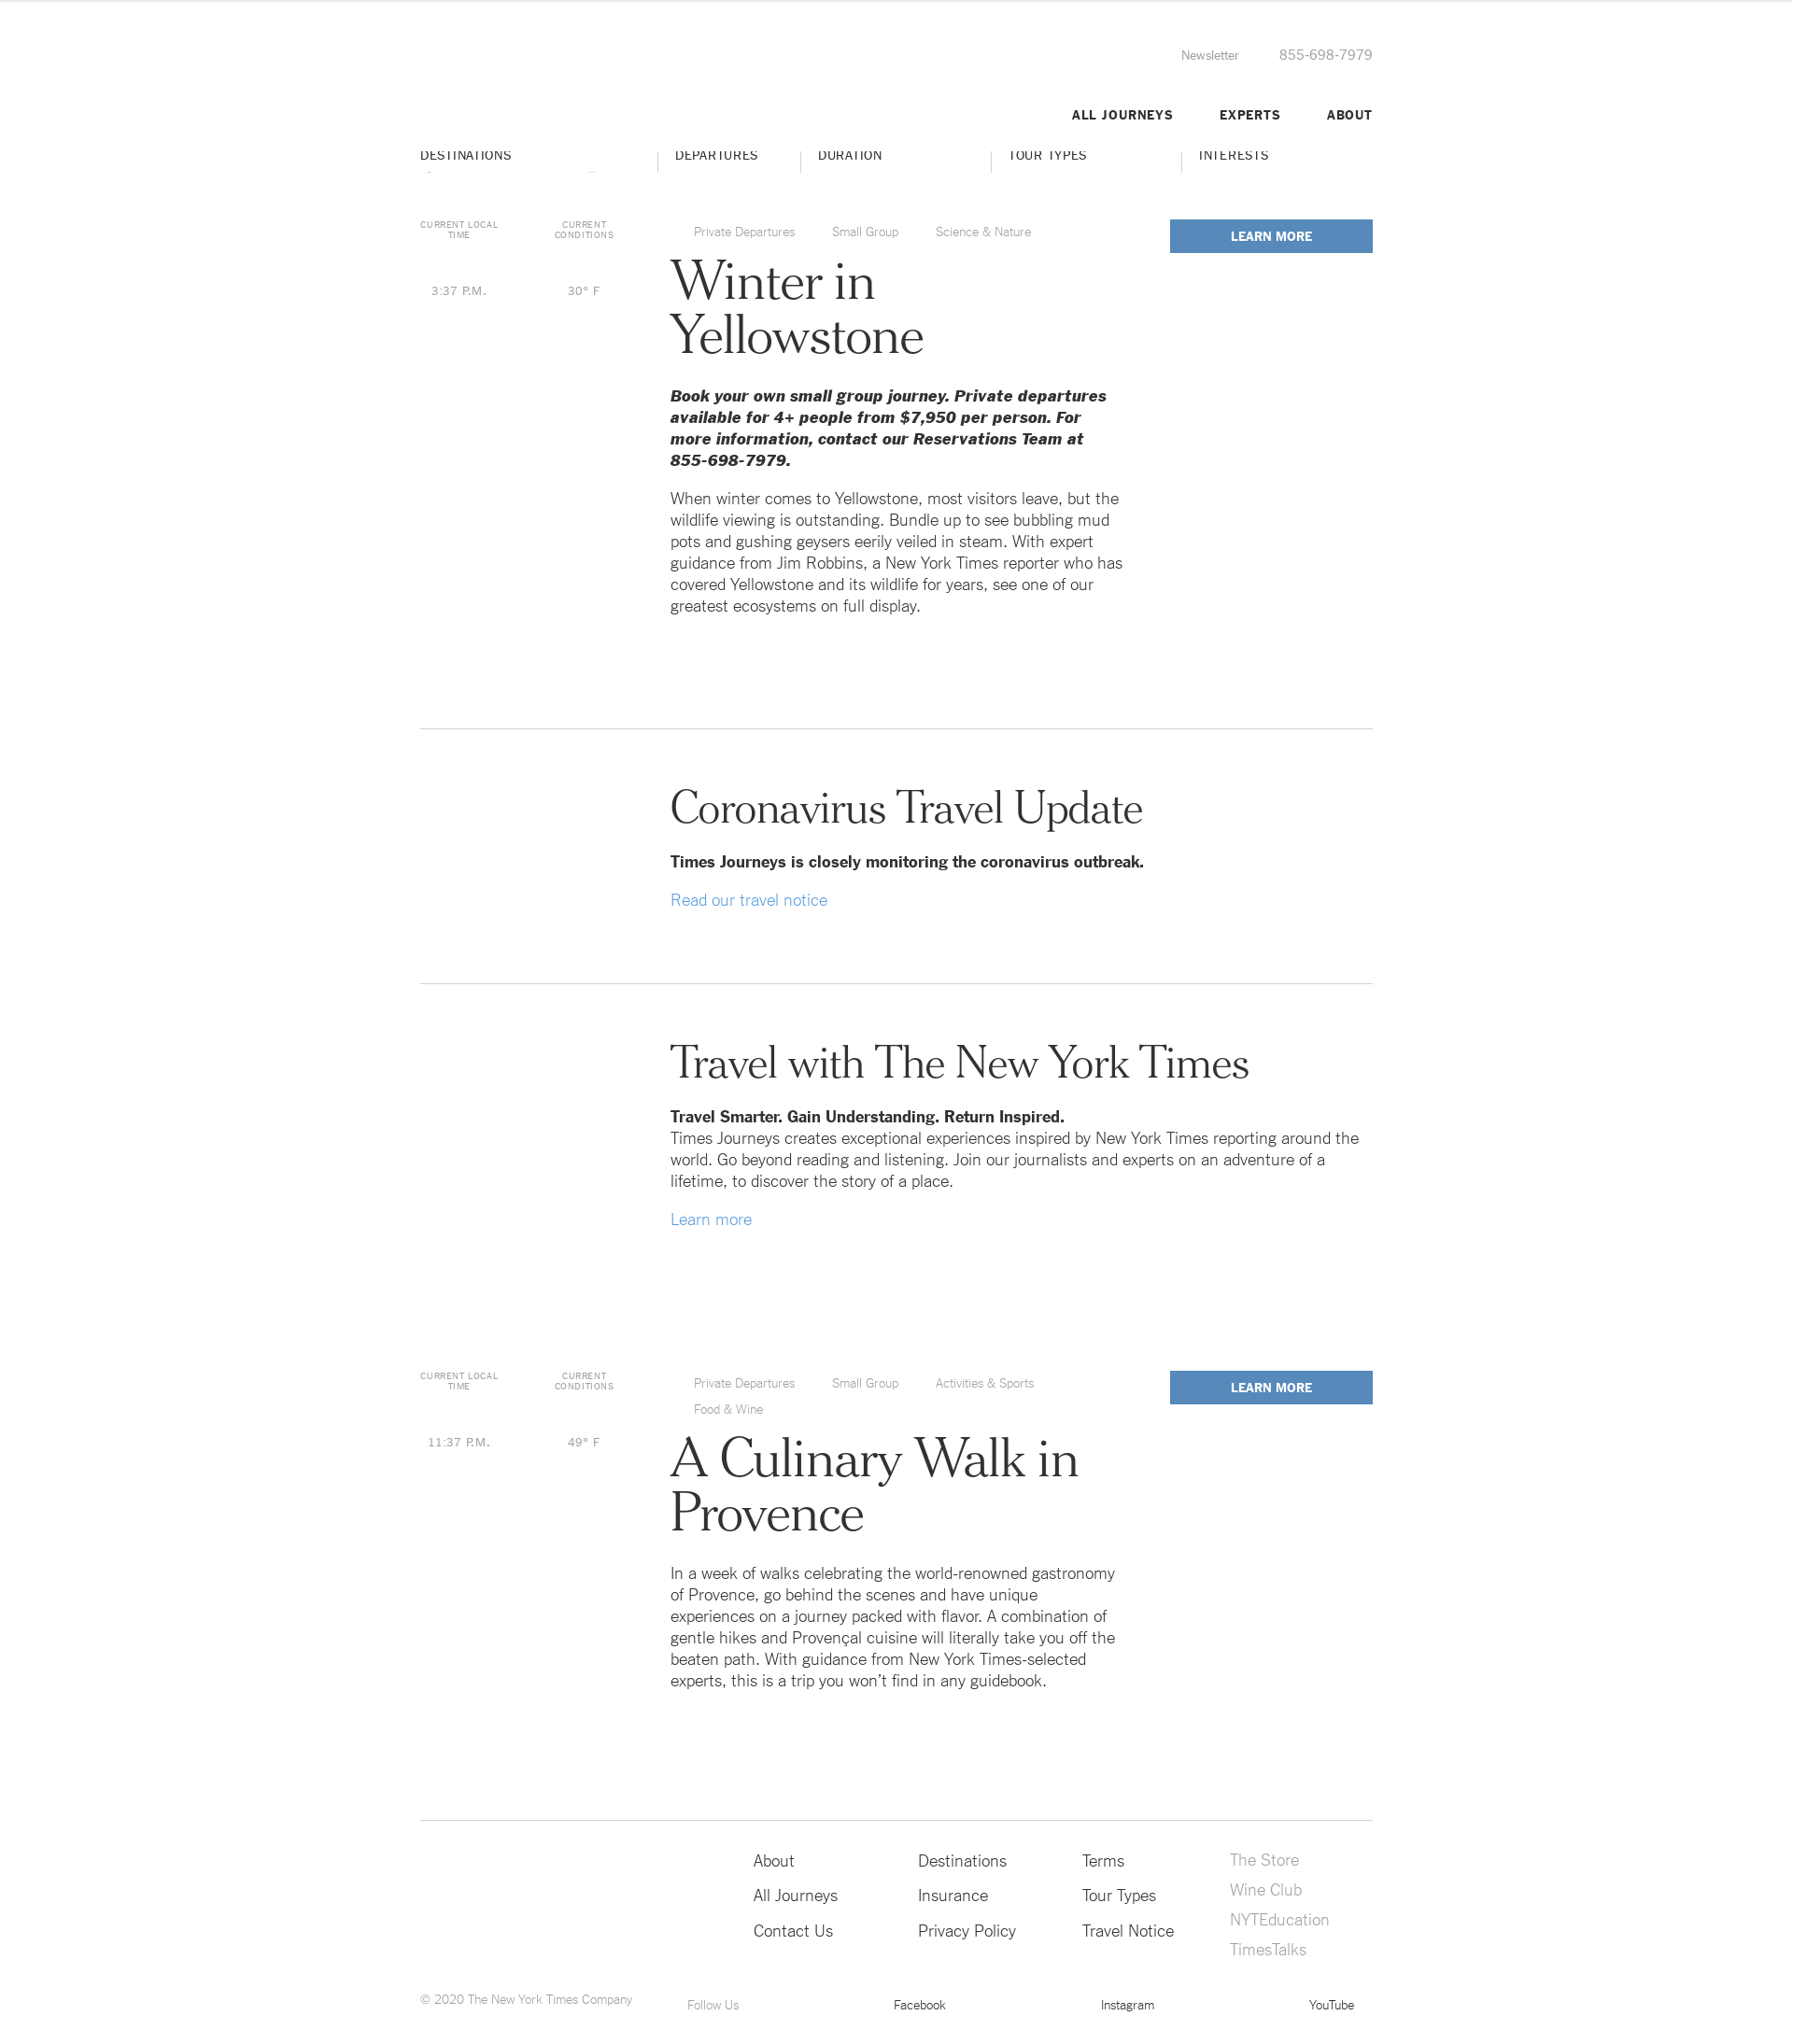 Newsletter 855-698-7979
ALL JOURNEYS EXPERTS ABOUT
DESTINATIONS DEPARTURES DURATION TOUR TYPES INTERESTS
CURRENT LOCAL TIME
CURRENT CONDITIONS
Private Departures Small Group Science & Nature
LEARN MORE
3:37 P.M. 30° F
Winter in
Yellowstone
Book your own small group journey. Private departures
available for 4+ people from $7,950 per person. For
more information, contact our Reservations Team at
855-698-7979.
When winter comes to Yellowstone, most visitors leave, but the
wildlife viewing is outstanding. Bundle up to see bubbling mud
pots and gushing geysers eerily veiled in steam. With expert
guidance from Jim Robbins, a New York Times reporter who has
covered Yellowstone and its wildlife for years, see one of our
greatest ecosystems on full display.
Coronavirus Travel Update
Times Journeys is closely monitoring the coronavirus outbreak.
Read our travel notice
Travel with The New York Times
Travel Smarter. Gain Understanding. Return Inspired.
Times Journeys creates exceptional experiences inspired by New York Times reporting around the
world. Go beyond reading and listening. Join our journalists and experts on an adventure of a
lifetime, to discover the story of a place.
Learn more
CURRENT LOCAL TIME
CURRENT CONDITIONS
Private Departures Small Group Activities & Sports
Food & Wine
LEARN MORE
11:37 P.M. 49° F
A Culinary Walk in
Provence
In a week of walks celebrating the world-renowned gastronomy
of Provence, go behind the scenes and have unique
experiences on a journey packed with flavor. A combination of
gentle hikes and Provençal cuisine will literally take you off the
beaten path. With guidance from New York Times-selected
experts, this is a trip you won’t find in any guidebook.
About
All Journeys
Contact Us
Destinations
Insurance
Privacy Policy
Terms
Tour Types
Travel Notice
The Store
Wine Club
NYTEducation
TimesTalks
© 2020 The New York Times Company
Follow Us Facebook Instagram YouTube